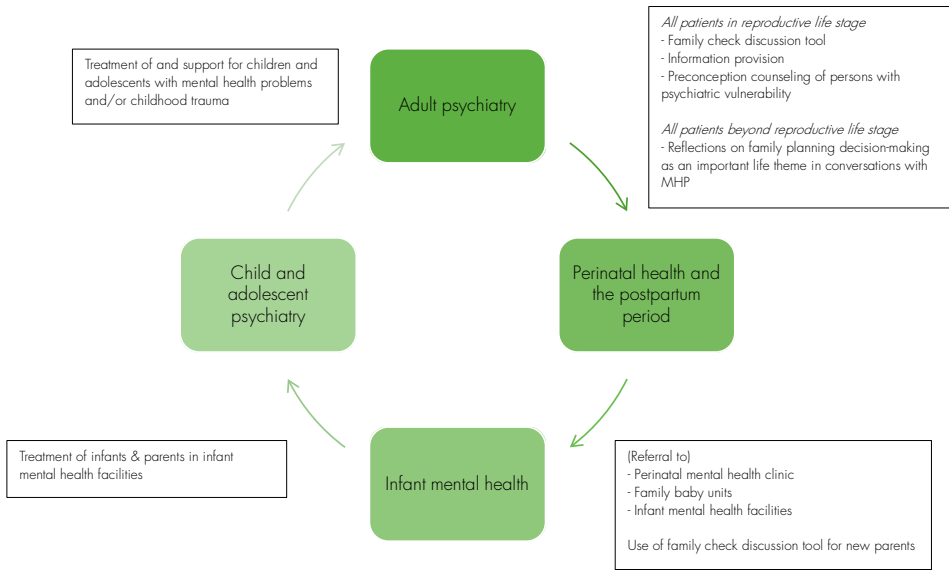 Treatment of and support for children and
adolescents with mental health problems
and/or childhood trauma
Adult psychiatry
All patients in reproductive life stage
- Family check discussion tool
- Information provision
- Preconception counseling of persons with
psychiatric vulnerability
All patients beyond reproductive life stage
- Reflections on family planning decision-making
as an important life theme in conversations with
MHP
Child and
adolescent
psychiatry
Perinatal health and
the postpartum
period
Treatment of infants & parents in infant
mental health facilities
Infant mental health
(Referral to)
- Perinatal mental health clinic
- Family baby units
- Infant mental health facilities
Use of family check discussion tool for new parents